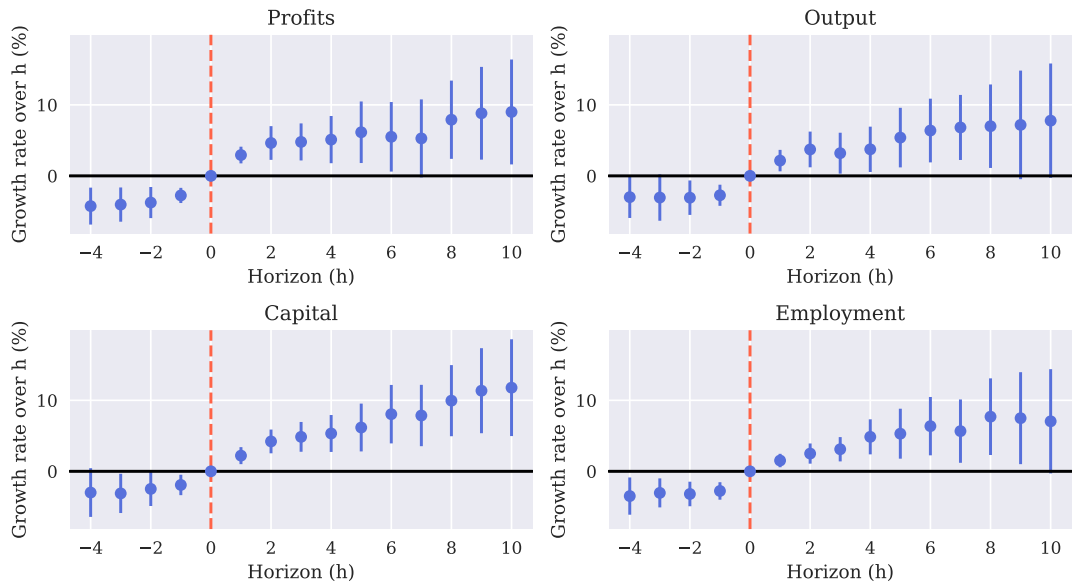 Profits
Growth rate over h (%)
10
0
−4 −2 0 2 4 6 8 10
Horizon (h)
Output
Growth rate over h (%)
10
0
−4 −2 0 2 4 6 8 10
Horizon (h)
Capital
Growth rate over h (%)
10
0
−4 −2 0 2 4 6 8 10
Horizon (h)
Employment
Growth rate over h (%)
10
0
−4 −2 0 2 4 6 8 10
Horizon (h)